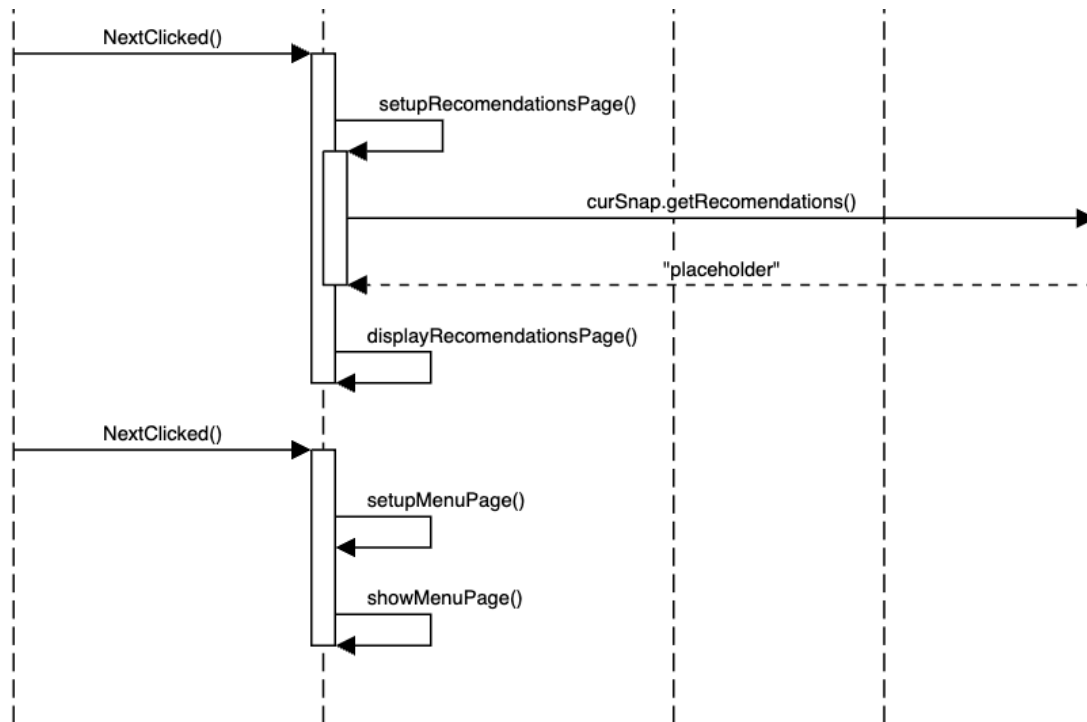 NextClicked()
setupRecomendationsPage()
curSnap.getRecomendations()
"placeholder"
displayRecomendationsPage()
NextClicked()
setupMenuPage()
showMenuPage()